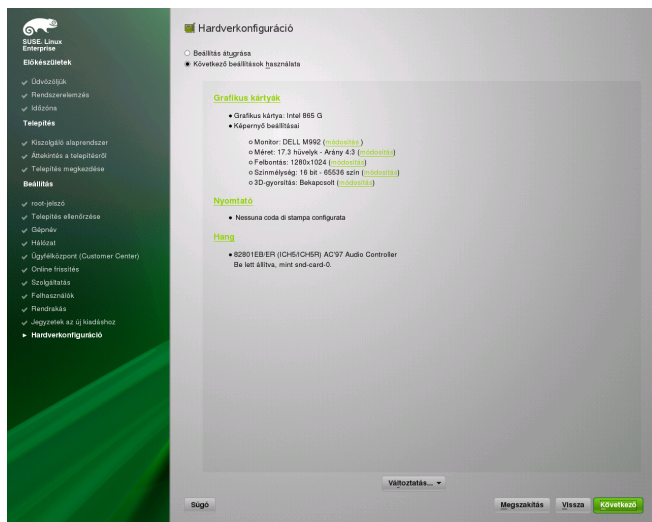 SUSE. Linux
Enterprise
Előkészületek
Üdvözöljük
Rendszerelemzés
Időzóna
Telepítés
Kiszolgáló alaprendszer
Áttekintés a telepítésről
Telepítés megkezdése
Beállítás
root-jelszó
Telepítés ellenőrzése
Gépnév
Hálózat
Ügyfélközpont (Customer Center)
Online frissítés
Szolgáltatás
Felhasználók
Rendrakás
Jegyzetek az új kiadáshoz
Hardverkonfiguráció
Hardverkonfiguráció
Beállítás átugrása
Következő beállítások használata
Grafikus kártyák
Grafikus kártya: Intel 865 G
Képernyő beállításai
Monitor: DELL M992 (módosítás )
Méret: 17.3 hüvelyk - Arány 4:3 (módosítás)
Felbontás: 1280x1024 (módosítás)
Színmélység: 16 bit - 65536 szín (módosítás)
3D-gyorsítás: Bekapcsolt (módosítás)
Nyomtató
Nessuna coda di stampa configurata
Hang
82801EB/ER (ICH5/ICH5R) AC'97 Audio Controller
Be lett állítva, mint snd-card-0.
Változtatás...
Súgó
Megszakítás
Vissza
Következő